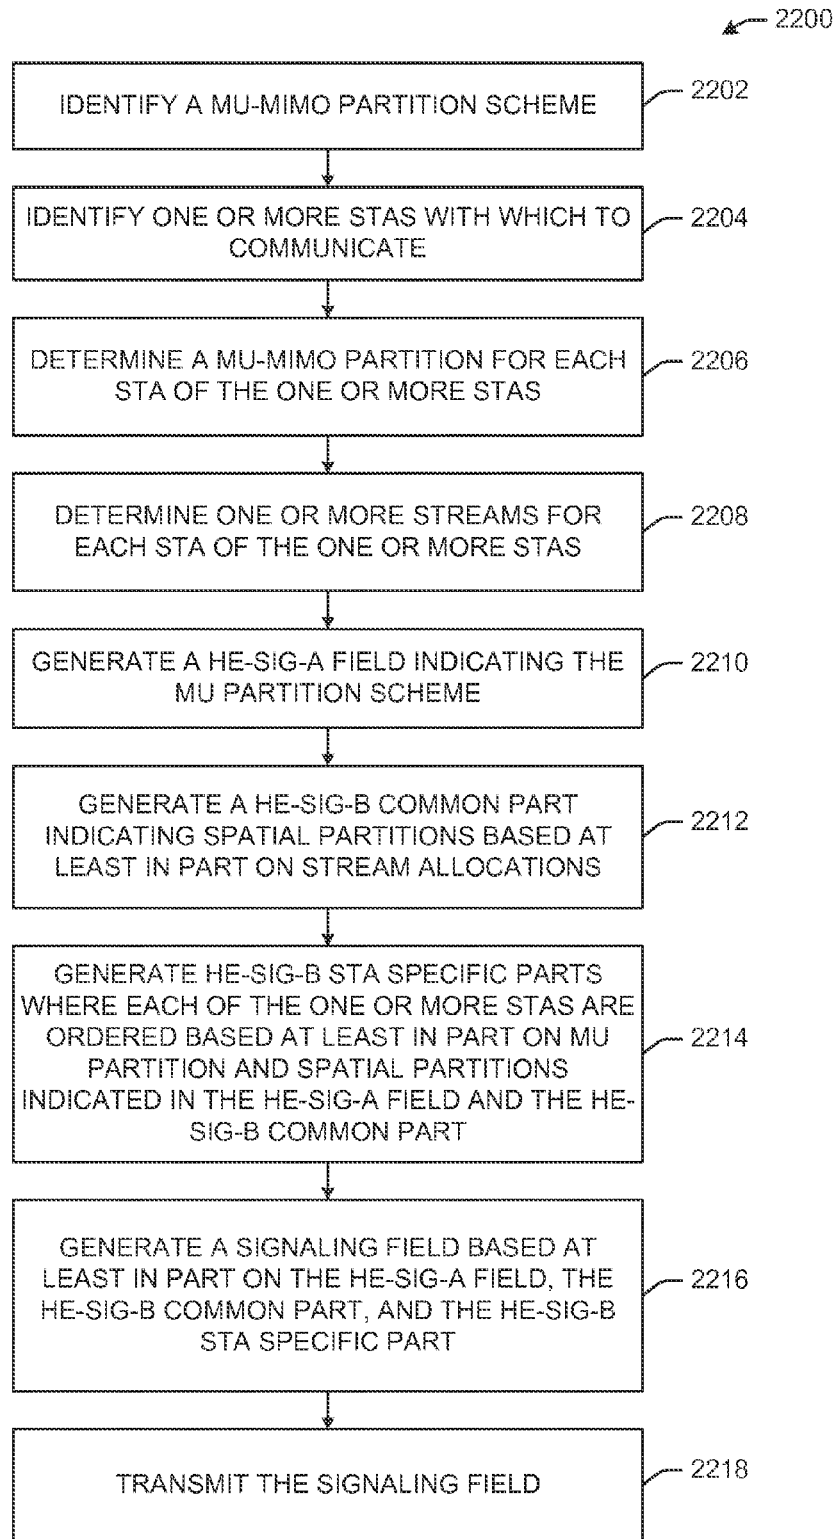 2200
IDENTIFY A MU-MIMO PARTITION SCHEME
2202
IDENTIFY ONE OR MORE STAS WITH WHICH TO
COMMUNICATE
2204
DETERMINE A MU-MIMO PARTITION FOR EACH
STA OF THE ONE OR MORE STAS
2206
DETERMINE ONE OR MORE STREAMS FOR
EACH STA OF THE ONE OR MORE STAS
2208
GENERATE A HE-SIG-A FIELD INDICATING THE
MU PARTITION SCHEME
2210
GENERATE A HE-SIG-B COMMON PART
INDICATING SPATIAL PARTITIONS BASED AT
LEAST IN PART ON STREAM ALLOCATIONS
2212
GENERATE HE-SIG-B STA SPECIFIC PARTS
WHERE EACH OF THE ONE OR MORE STAS ARE
ORDERED BASED AT LEAST IN PART ON MU
PARTITION AND SPATIAL PARTITIONS
INDICATED IN THE HE-SIG-A FIELD AND THE HE-
SIG-B COMMON PART
2214
GENERATE A SIGNALING FIELD BASED AT
LEAST IN PART ON THE HE-SIG-A FIELD, THE
HE-SIG-B COMMON PART, AND THE HE-SIG-B
STA SPECIFIC PART
2216
TRANSMIT THE SIGNALING FIELD
2218